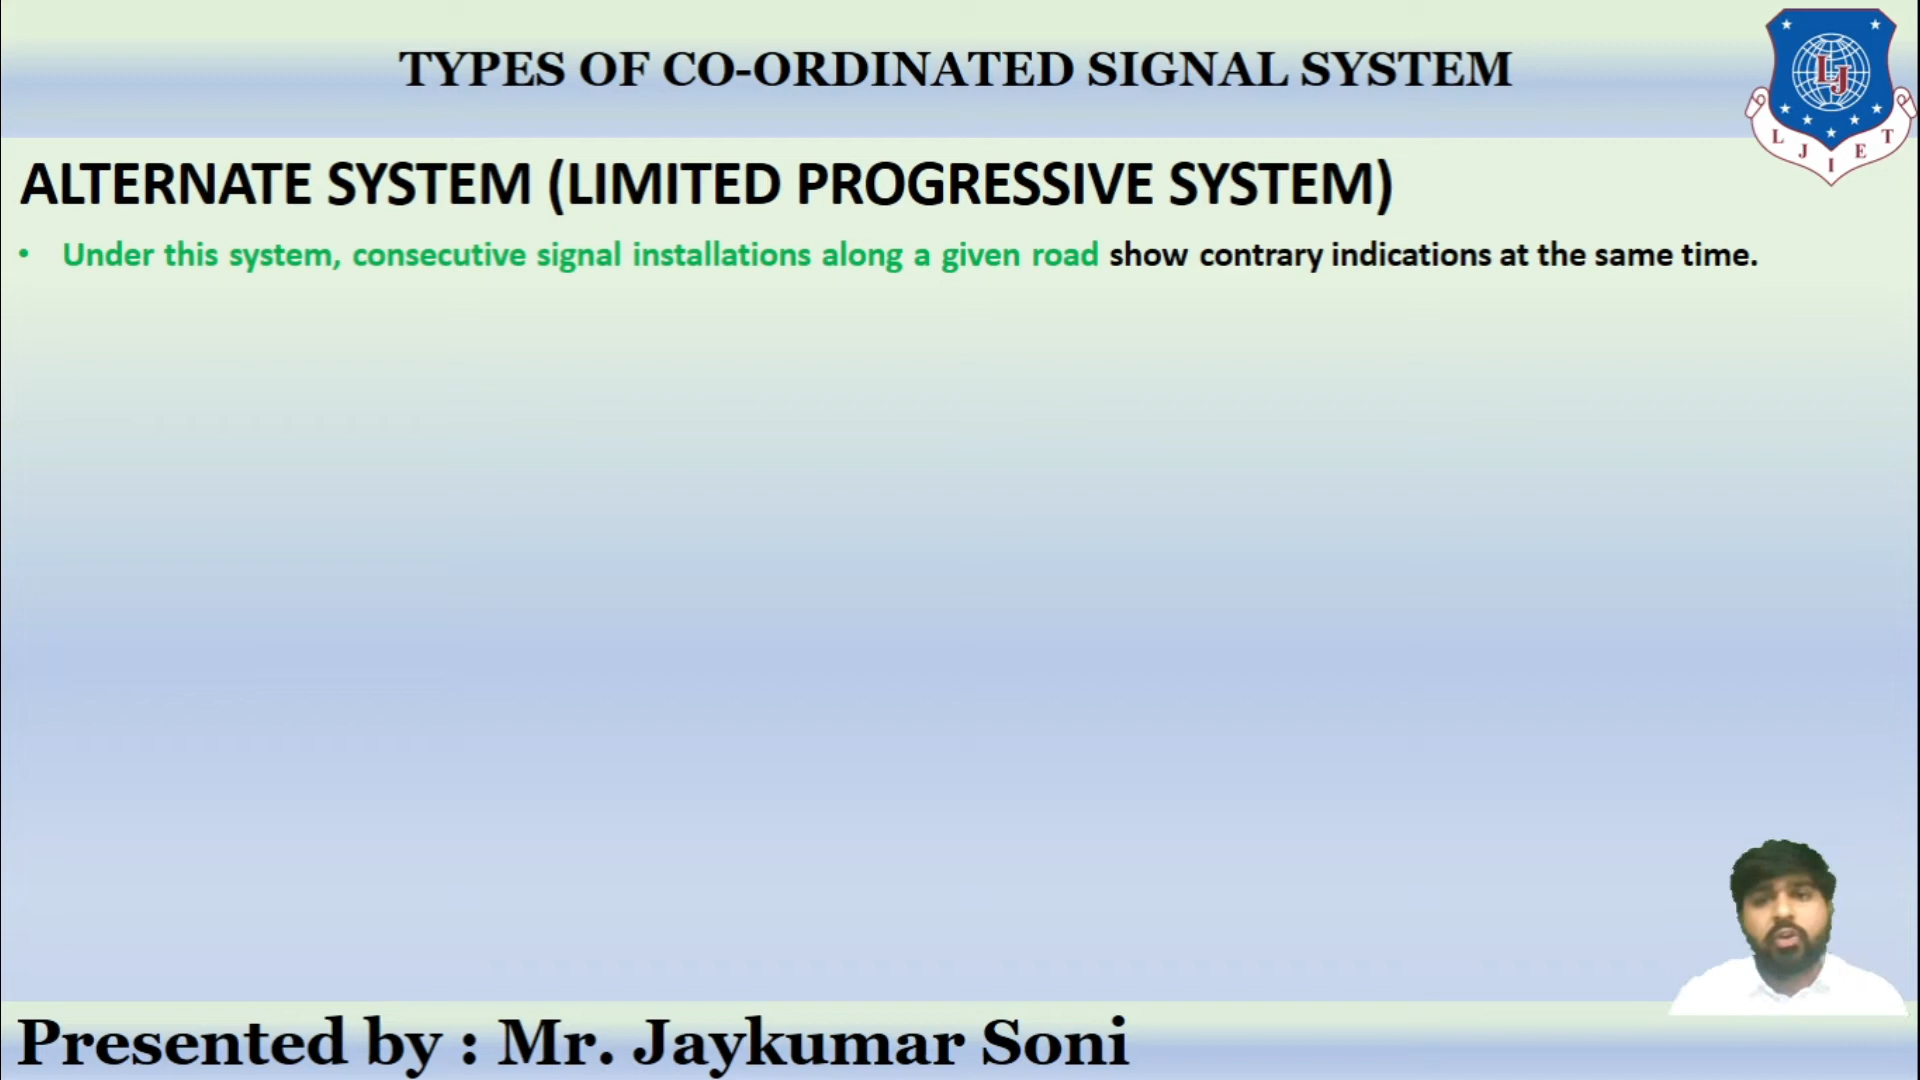 TYPES OF CO-ORDINATED SIGNAL SYSTEM
LJ
L J I E T
ALTERNATE SYSTEM (LIMITED PROGRESSIVE SYSTEM)
• Under this system, consecutive signal installations along a given road show contrary indications at the same time.
Presented by : Mr. Jaykumar Soni